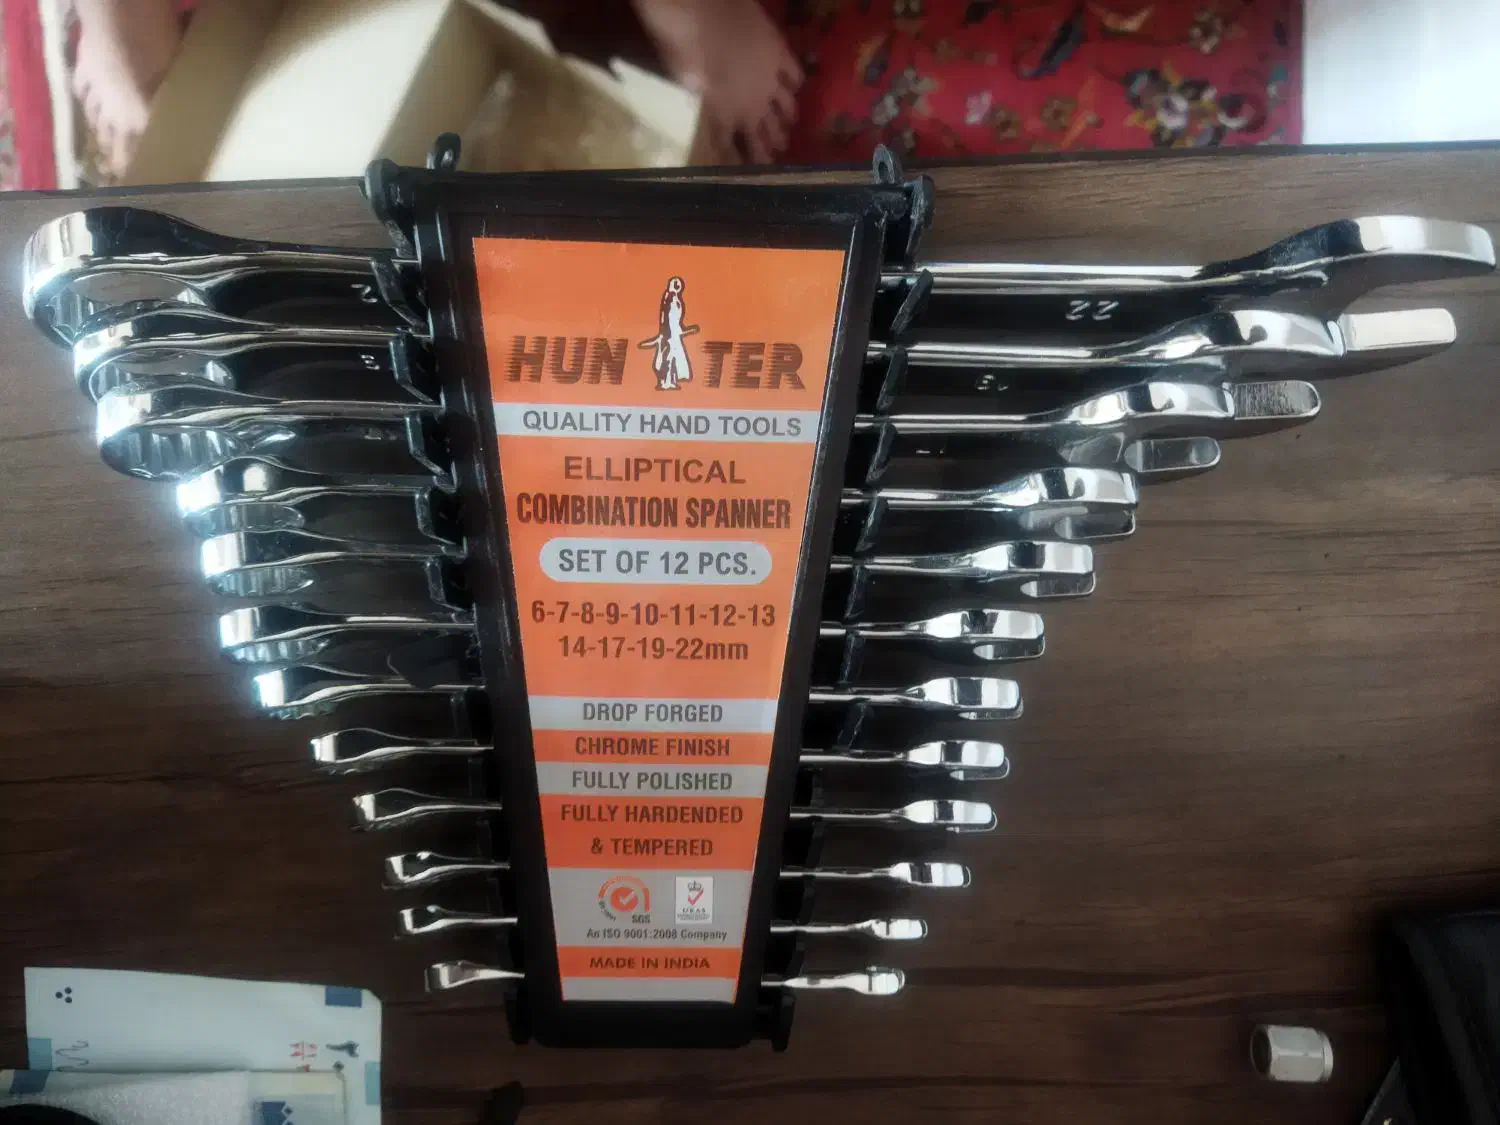 HUNTER
QUALITY HAND TOOLS
ELLIPTICAL
COMBINATION SPANNER
SET OF 12 PCS.
6-7-8-9-10-11-12-13
14-17-19-22mm
DROP FORGED
CHROME FINISH
FULLY POLISHED
FULLY HARDENDED
& TEMPERED
SGS
UKAS
An ISO 9001:2008 Company
MADE IN INDIA
22